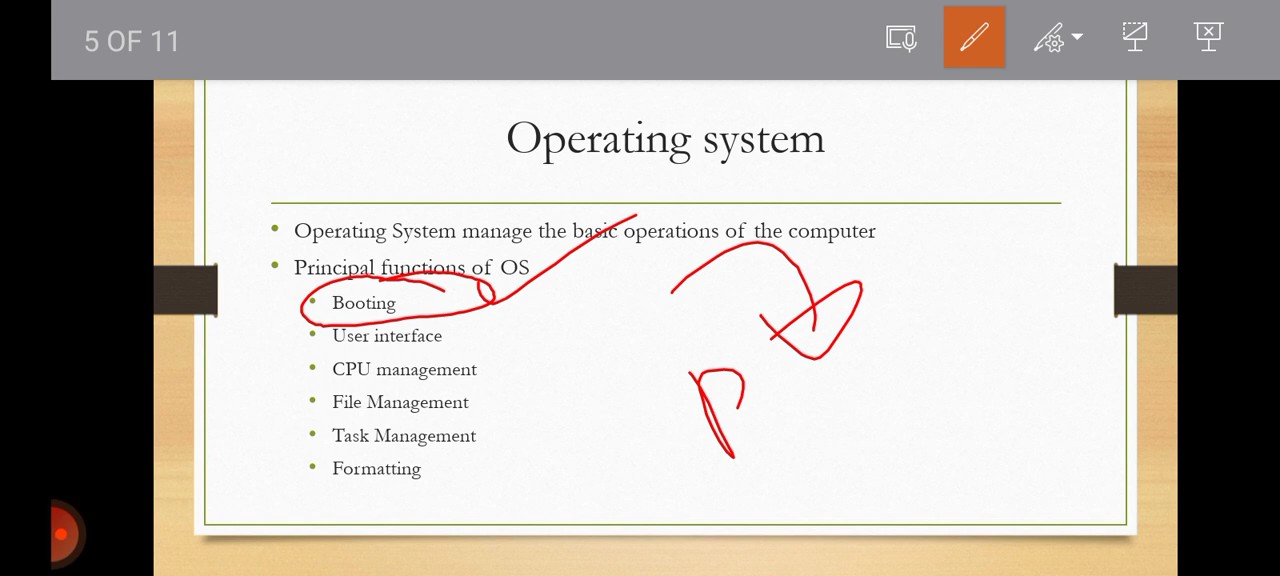 5 OF 11
Operating system
• Operating System manage the basic operations of the computer
• Principal functions of OS
• Booting
• User interface
• CPU management
• File Management
• Task Management
• Formatting